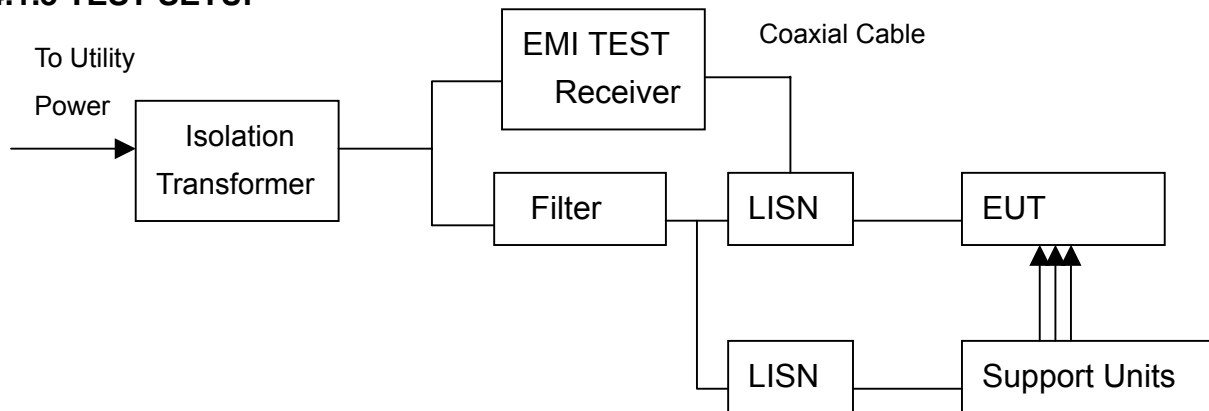 To Utility
Power
Isolation
Transformer
EMI TEST
Receiver
Coaxial Cable
Filter
LISN
EUT
LISN
Support Units